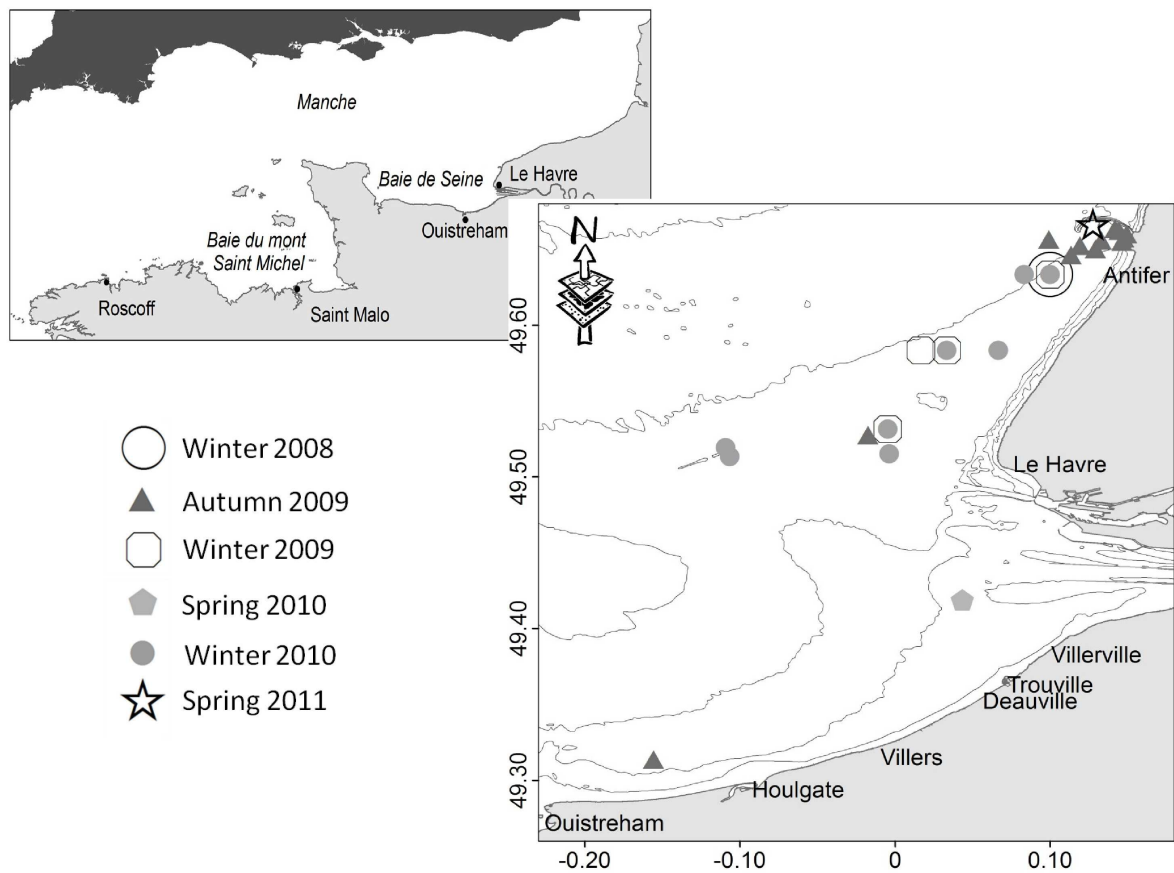 Manche
Baie de Seine
Le Havre
Ouistreham
Baie du mont
Saint Michel
Roscoff
Saint Malo
N
Antifer
49.60
49.50
49.40
49.30
Le Havre
Villerville
Trouville
Deauville
Villers
Houlgate
Ouistreham
-0.20
-0.10
0
0.10
Winter 2008
Autumn 2009
Winter 2009
Spring 2010
Winter 2010
Spring 2011